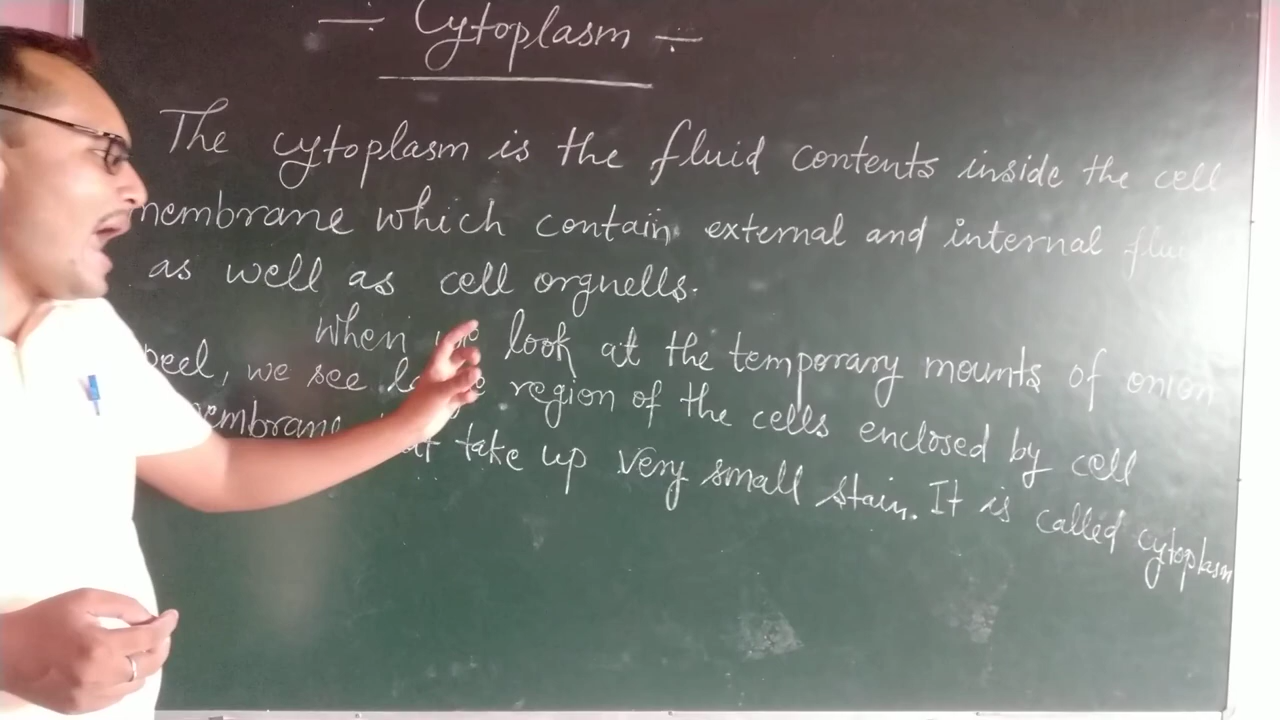 ÷ Cytoplasm ÷
The cytoplasm is the fluid contents inside the cell
membrane which contain external and internal
as well as cell orgnells.
When we look at the temporary mounts of onion
peel, we see region of the cells enclosed by cell
membrane take up very small stain. It is called cytoplasm